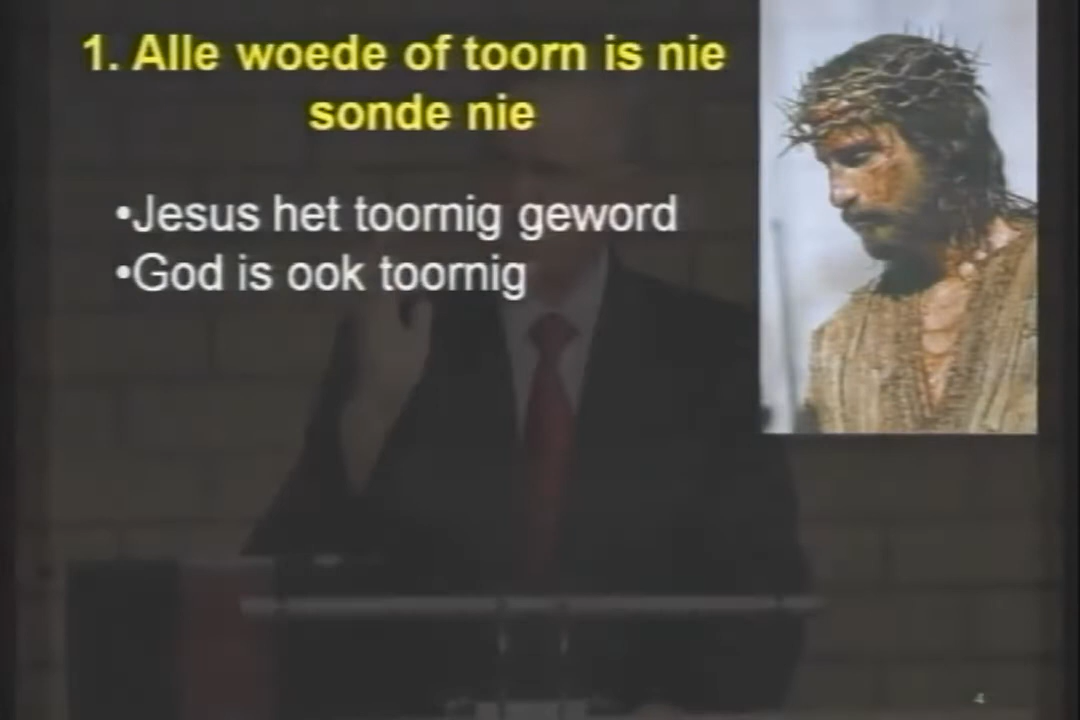 1. Alle woede of toorn is nie
sonde nie
•Jesus het toornig geword
•God is ook toornig
4